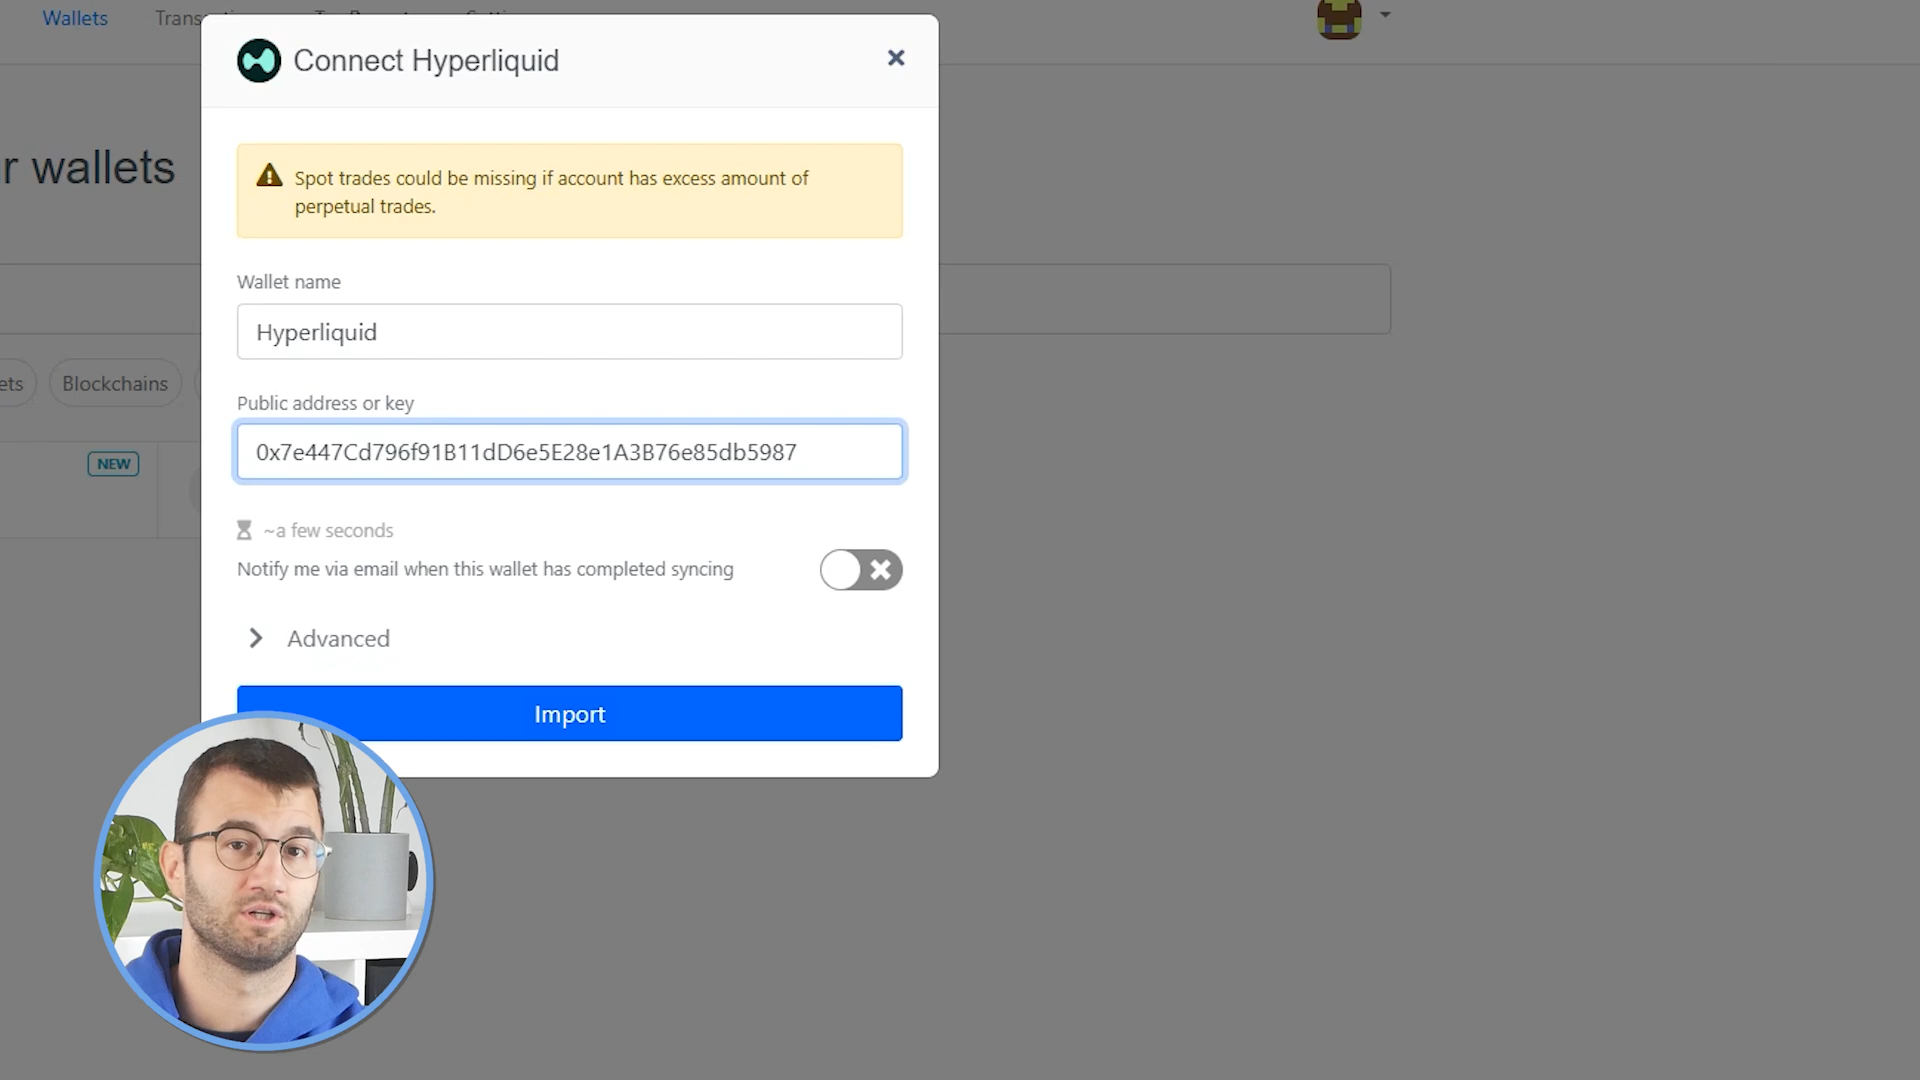 Wallets
Connect Hyperliquid
r wallets
Spot trades could be missing if account has excess amount of
perpetual trades.
Wallet name
Hyperliquid
ets
Blockchains
Public address or key
0x7e447Cd796f91B11dD6e5E28e1A3B76e85db5987
NEW
~a few seconds
Notify me via email when this wallet has completed syncing
Advanced
Import